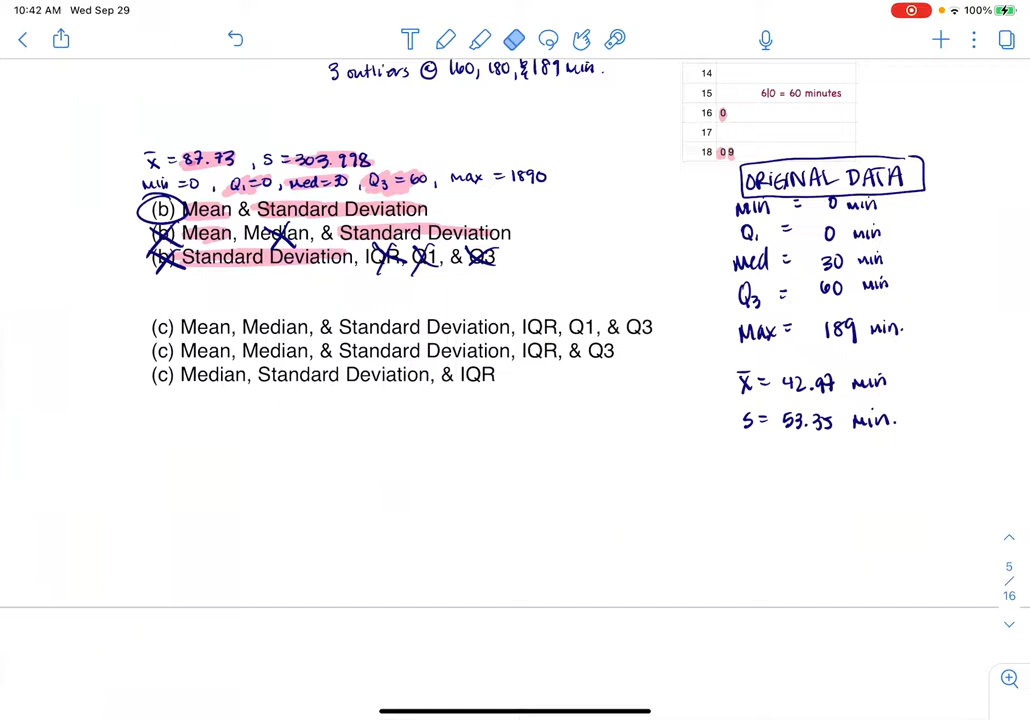 10:42 AM Wed Sep 29
100%
3 outliers @ 160, 180, & 189 min.
14
15 6|0 = 60 minutes
16 0
17
18 0 9
x̄ = 87.73, s = 303.998
min = 0, Q1 = 0, med = 30, Q3 = 60, max = 1890
(b) Mean & Standard Deviation
(b) Mean, Median, & Standard Deviation
(b) Standard Deviation, IQR, Q1, & Q3
(c) Mean, Median, & Standard Deviation, IQR, Q1, & Q3
(c) Mean, Median, & Standard Deviation, IQR, & Q3
(c) Median, Standard Deviation, & IQR
ORIGINAL DATA
min = 0 min
Q1 = 0 min
med = 30 min
Q3 = 60 min
max = 189 min.
x̄ = 42.97 min
s = 53.35 min.
5
/
16